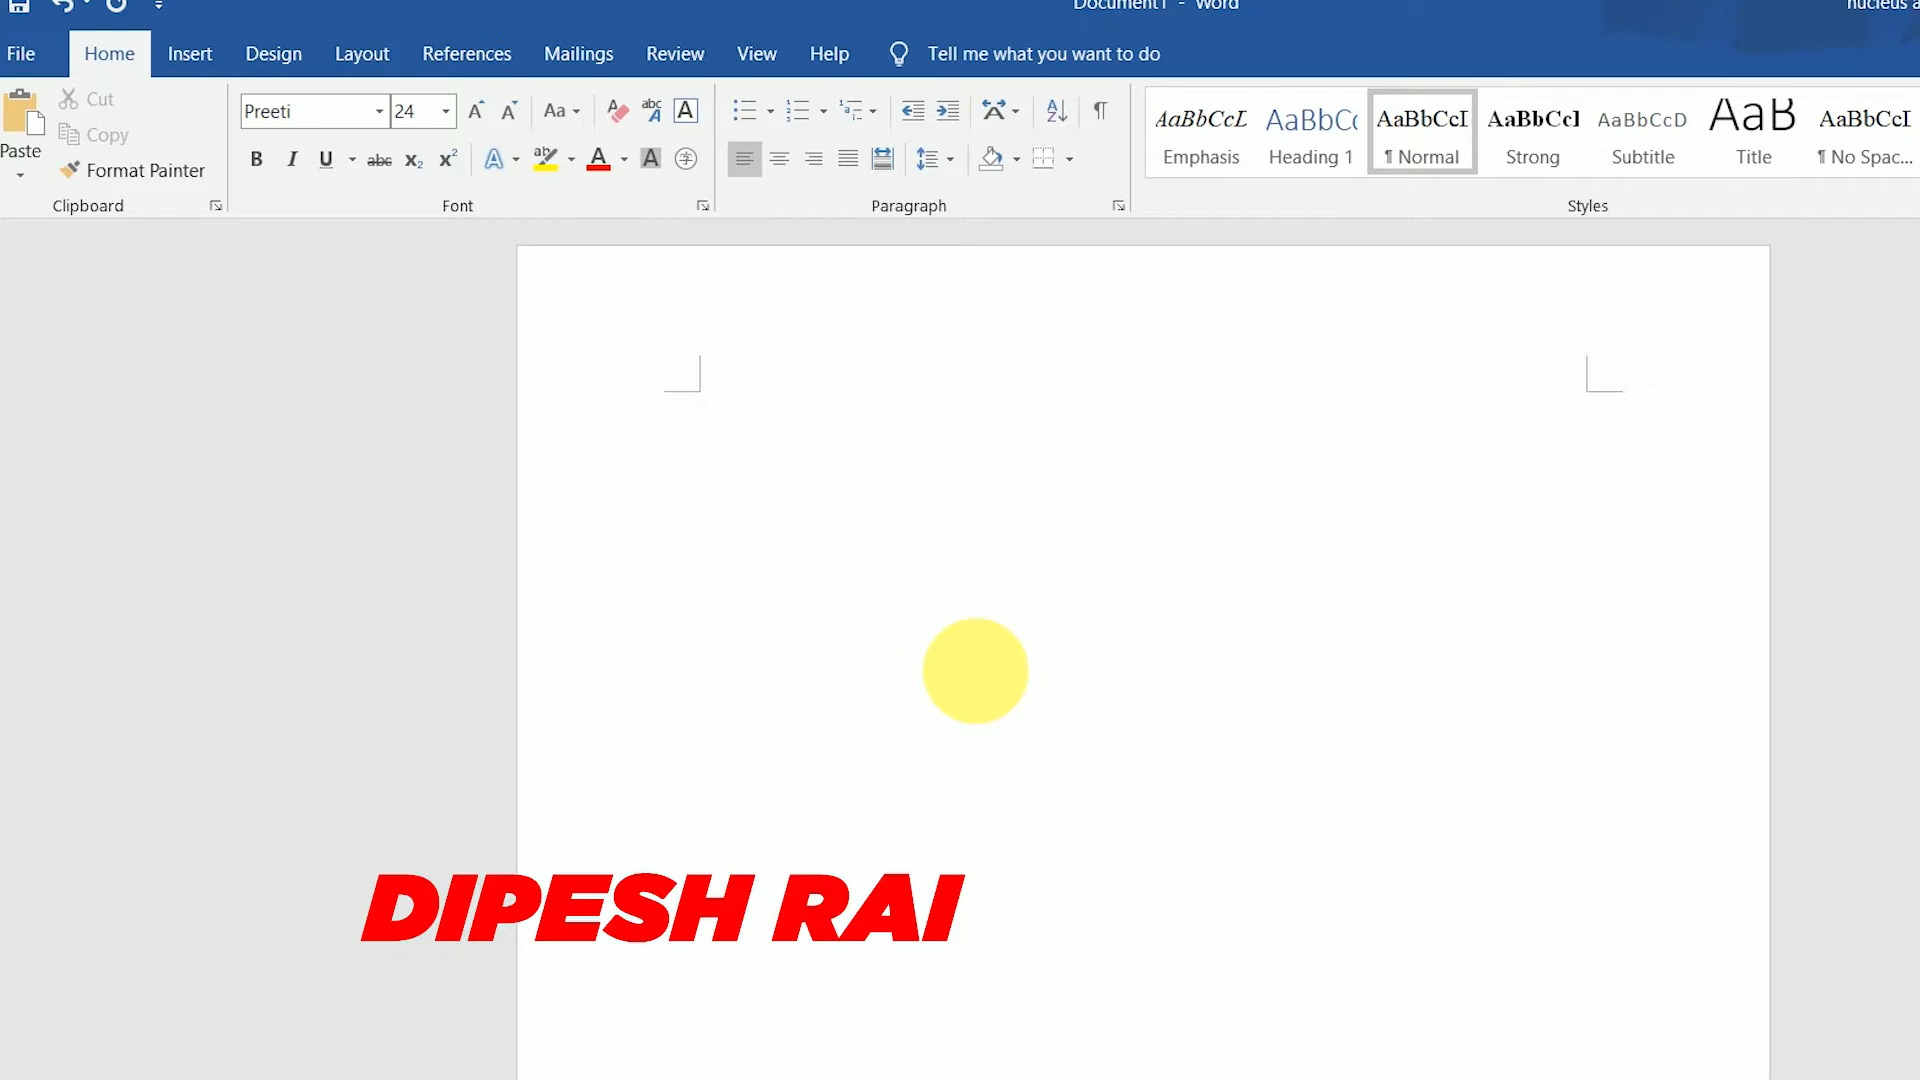 Document1 - Word
nucleus a
File Home Insert Design Layout References Mailings Review View Help Tell me what you want to do
Paste
Cut
Copy
Format Painter
Clipboard
Preeti 24
Font
Paragraph
AaBbCcL AaBbCc AaBbCcI AaBbCcl AaBbCcD AaB AaBbCcI
Emphasis Heading 1 ¶ Normal Strong Subtitle Title ¶ No Spac...
Styles
DIPESH RAI